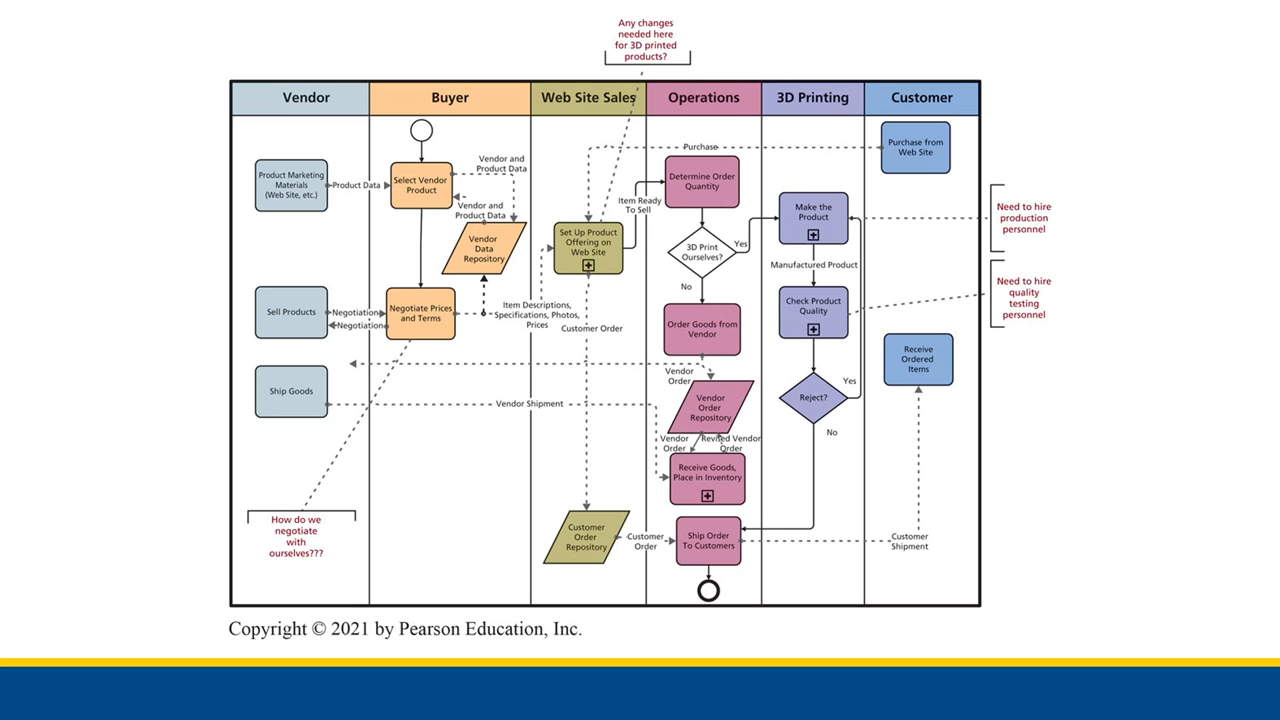 Any changes
needed here
for 3D printed
products?
Vendor
Buyer
Web Site Sales
Operations
3D Printing
Customer
Product Marketing
Materials
(Web Site, etc.)
Product Data
Select Vendor
Product
Vendor and
Product Data
Vendor and
Product Data
Vendor
Data
Repository
Purchase
Purchase from
Web Site
Determine Order
Quantity
Item Ready
To Sell
Set Up Product
Offering on
Web Site
3D Print
Ourselves?
Yes
No
Make the
Product
Need to hire
production
personnel
Manufactured Product
Sell Products
Negotiation
Negotiation
Negotiate Prices
and Terms
Item Descriptions,
Specifications, Photos,
Prices
Customer Order
Order Goods from
Vendor
Check Product
Quality
Need to hire
quality
testing
personnel
Receive
Ordered
Items
Ship Goods
Vendor
Order
Vendor Shipment
Vendor
Order
Repository
Reject?
Yes
No
Vendor
Order
Revised Vendor
Order
Receive Goods,
Place in Inventory
How do we
negotiate
with
ourselves???
Customer
Order
Repository
Customer
Order
Ship Order
To Customers
Customer
Shipment
Copyright © 2021 by Pearson Education, Inc.